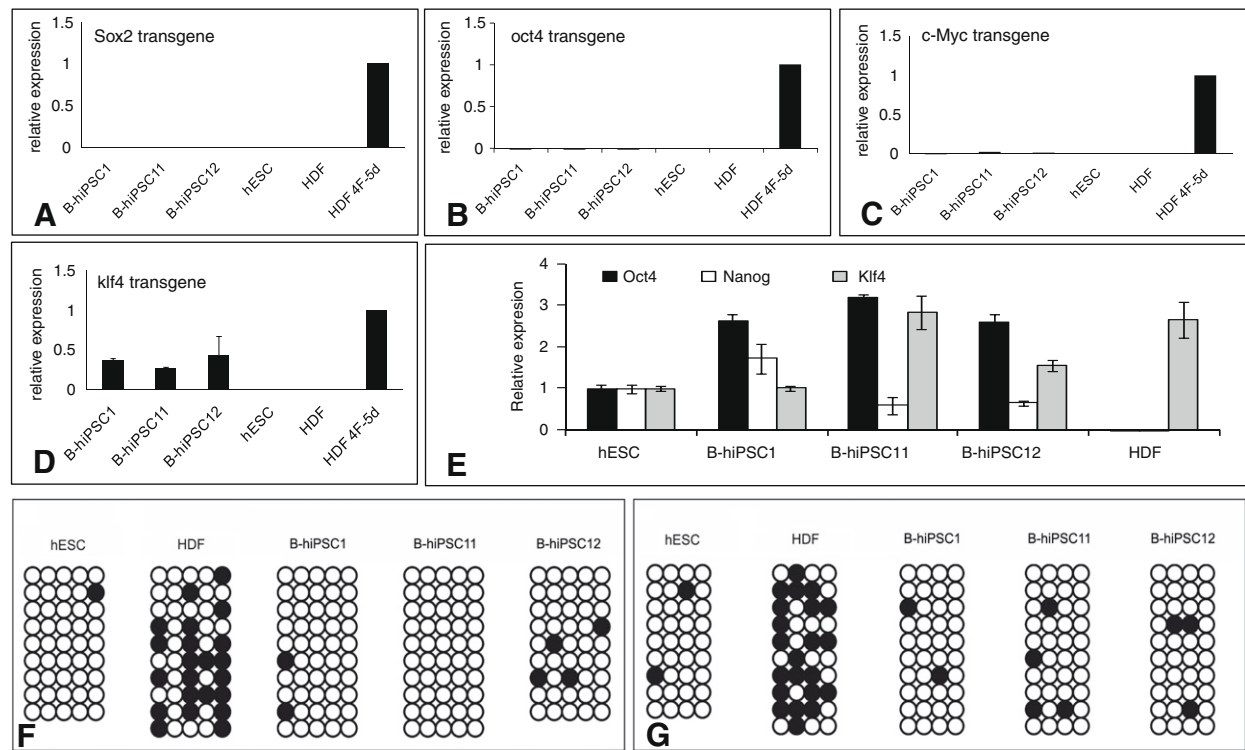 Sox2 transgene
relative expression
1.5
1
0.5
0
B-hiPSC1
B-hiPSC11
B-hiPSC12
hESC
HDF
HDF 4F-5d
A
oct4 transgene
relative expression
1.5
1
0.5
0
B-hiPSC1
B-hiPSC11
B-hiPSC12
hESC
HDF
HDF 4F-5d
B
c-Myc transgene
relative expression
1.5
1
0.5
0
B-hiPSC1
B-hiPSC11
B-hiPSC12
hESC
HDF
HDF 4F-5d
C
klf4 transgene
relative expression
1.5
1
0.5
0
B-hiPSC1
B-hiPSC11
B-hiPSC12
hESC
HDF
HDF 4F-5d
D
Oct4 Nanog Klf4
Relative expresion
4
3
2
1
0
hESC B-hiPSC1 B-hiPSC11 B-hiPSC12 HDF
E
hESC HDF B-hiPSC1 B-hiPSC11 B-hiPSC12
F
hESC HDF B-hiPSC1 B-hiPSC11 B-hiPSC12
G